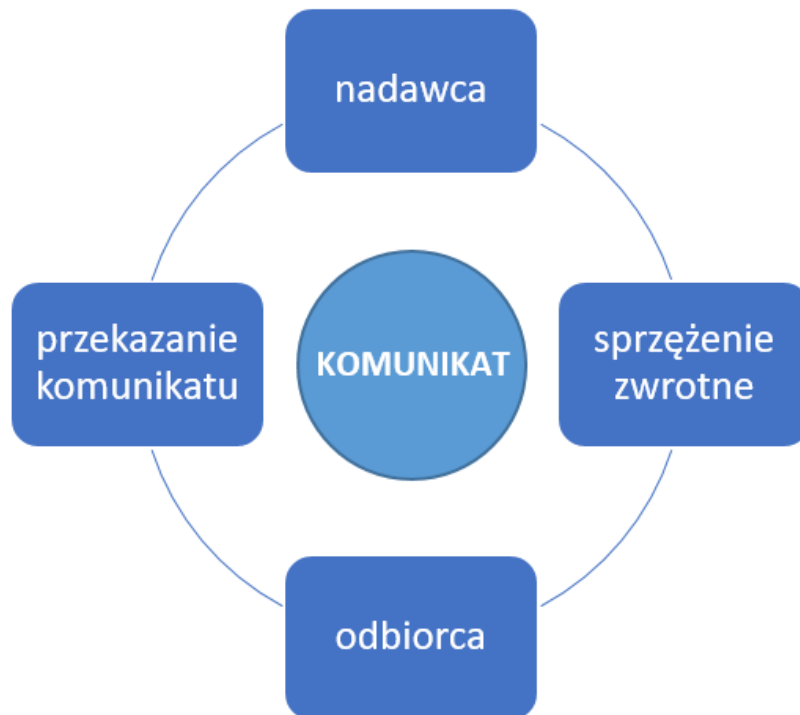 nadawca
przekazanie
komunikatu
KOMUNIKAT
sprzężenie
zwrotne
odbiorca